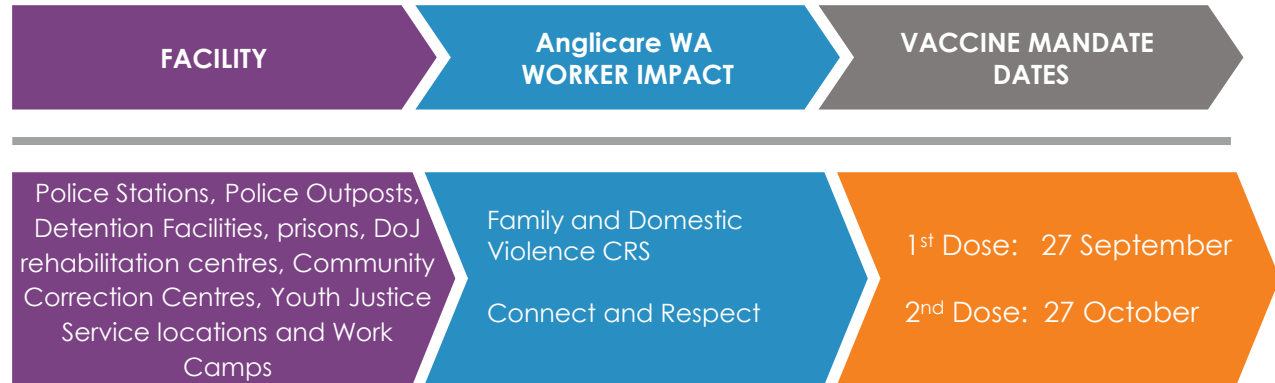 FACILITY
Anglicare WA
WORKER IMPACT
VACCINE MANDATE
DATES
Police Stations, Police Outposts,
Detention Facilities, prisons, DoJ
rehabilitation centres, Community
Correction Centres, Youth Justice
Service locations and Work
Camps
Family and Domestic
Violence CRS
Connect and Respect
1st Dose: 27 September
2nd Dose: 27 October